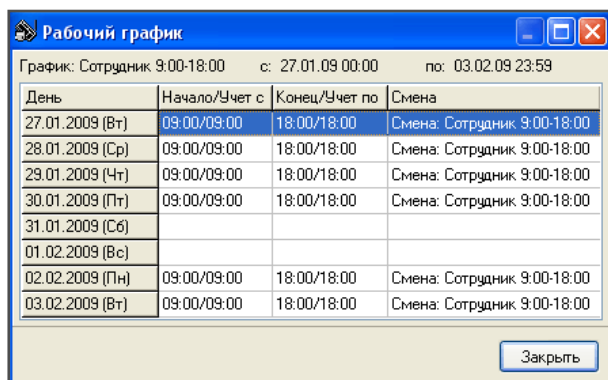 Рабочий график
График: Сотрудник 9:00-18:00 с: 27.01.09 00:00 по: 03.02.09 23:59
День Начало/Учет с Конец/Учет по Смена
27.01.2009 (Вт) 09:00/09:00 18:00/18:00 Смена: Сотрудник 9:00-18:00
28.01.2009 (Ср) 09:00/09:00 18:00/18:00 Смена: Сотрудник 9:00-18:00
29.01.2009 (Чт) 09:00/09:00 18:00/18:00 Смена: Сотрудник 9:00-18:00
30.01.2009 (Пт) 09:00/09:00 18:00/18:00 Смена: Сотрудник 9:00-18:00
31.01.2009 (Сб)
01.02.2009 (Вс)
02.02.2009 (Пн) 09:00/09:00 18:00/18:00 Смена: Сотрудник 9:00-18:00
03.02.2009 (Вт) 09:00/09:00 18:00/18:00 Смена: Сотрудник 9:00-18:00
Закрыть